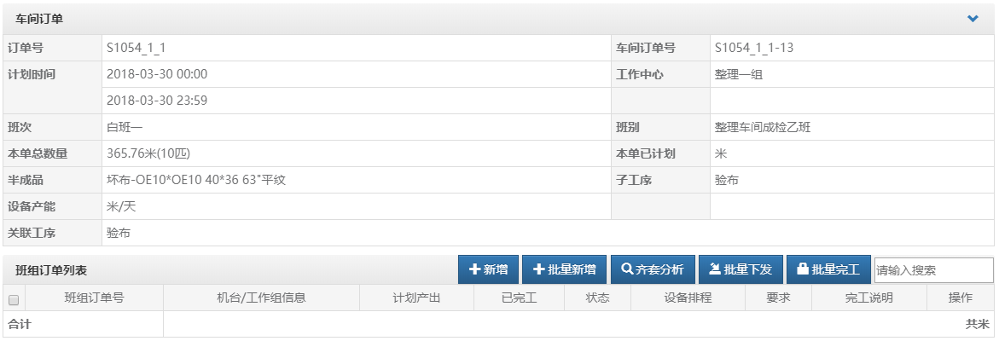 车间订单
订单号 S1054_1_1 车间订单号 S1054_1_1-13
计划时间 2018-03-30 00:00 工作中心 整理一组
2018-03-30 23:59
班次 白班一 班别 整理车间成检乙班
本单总数量 365.76米(10匹) 本单已计划 米
半成品 坏布-OE10*OE10 40*36 63"平纹 子工序 验布
设备产能 米/天
关联工序 验布
班组订单列表 新增 批量新增 齐套分析 批量下发 批量完工 请输入搜索
班组订单号 机台/工作组信息 计划产出 已完工 状态 设备排程 要求 完工说明 操作
合计 共米